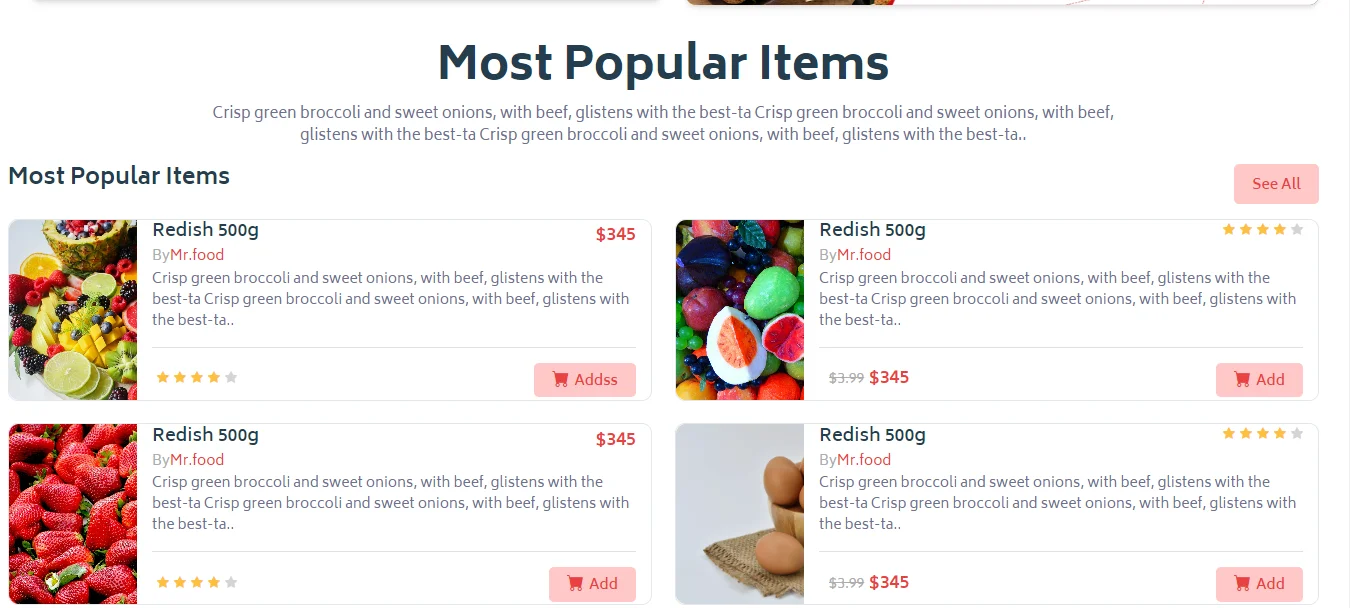 Most Popular Items
Crisp green broccoli and sweet onions, with beef, glistens with the best-ta Crisp green broccoli and sweet onions, with beef,
glistens with the best-ta Crisp green broccoli and sweet onions, with beef, glistens with the best-ta..
Most Popular Items
See All
Redish 500g
$345
ByMr.food
Crisp green broccoli and sweet onions, with beef, glistens with the
best-ta Crisp green broccoli and sweet onions, with beef, glistens with
the best-ta..
Addss
Redish 500g
ByMr.food
Crisp green broccoli and sweet onions, with beef, glistens with the
best-ta Crisp green broccoli and sweet onions, with beef, glistens with
the best-ta..
$3.99 $345
Add
Redish 500g
$345
ByMr.food
Crisp green broccoli and sweet onions, with beef, glistens with the
best-ta Crisp green broccoli and sweet onions, with beef, glistens with
the best-ta..
Add
Redish 500g
ByMr.food
Crisp green broccoli and sweet onions, with beef, glistens with the
best-ta Crisp green broccoli and sweet onions, with beef, glistens with
the best-ta..
$3.99 $345
Add